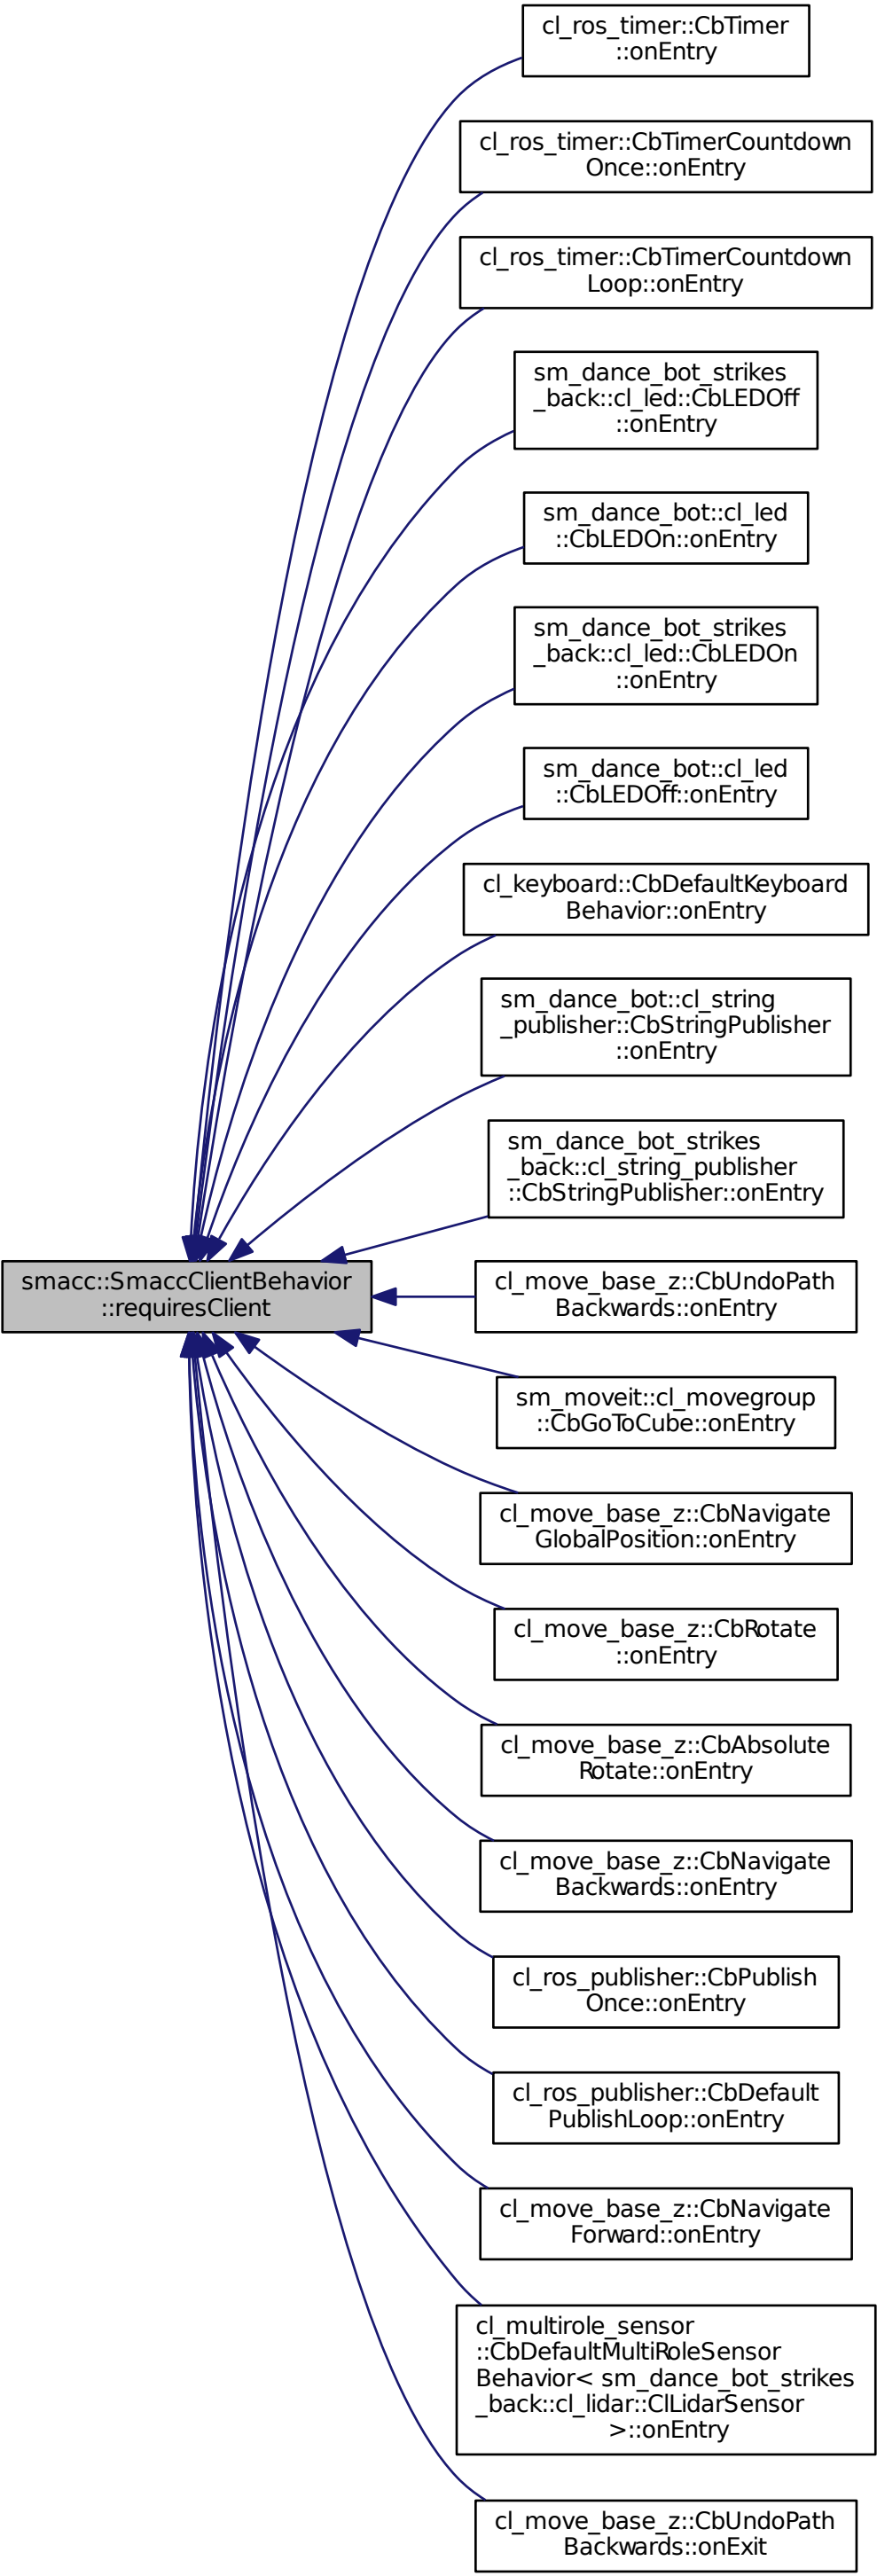 cl_ros_timer::CbTimer
::onEntry
cl_ros_timer::CbTimerCountdown
Once::onEntry
cl_ros_timer::CbTimerCountdown
Loop::onEntry
sm_dance_bot_strikes
_back::cl_led::CbLEDOff
::onEntry
sm_dance_bot::cl_led
::CbLEDOn::onEntry
sm_dance_bot_strikes
_back::cl_led::CbLEDOn
::onEntry
sm_dance_bot::cl_led
::CbLEDOff::onEntry
cl_keyboard::CbDefaultKeyboard
Behavior::onEntry
sm_dance_bot::cl_string
_publisher::CbStringPublisher
::onEntry
sm_dance_bot_strikes
_back::cl_string_publisher
::CbStringPublisher::onEntry
smacc::SmaccClientBehavior
::requiresClient
cl_move_base_z::CbUndoPath
Backwards::onEntry
sm_moveit::cl_movegroup
::CbGoToCube::onEntry
cl_move_base_z::CbNavigate
GlobalPosition::onEntry
cl_move_base_z::CbRotate
::onEntry
cl_move_base_z::CbAbsolute
Rotate::onEntry
cl_move_base_z::CbNavigate
Backwards::onEntry
cl_ros_publisher::CbPublish
Once::onEntry
cl_ros_publisher::CbDefault
PublishLoop::onEntry
cl_move_base_z::CbNavigate
Forward::onEntry
cl_multirole_sensor
::CbDefaultMultiRoleSensor
Behavior< sm_dance_bot_strikes
_back::cl_lidar::ClLidarSensor
>::onEntry
cl_move_base_z::CbUndoPath
Backwards::onExit